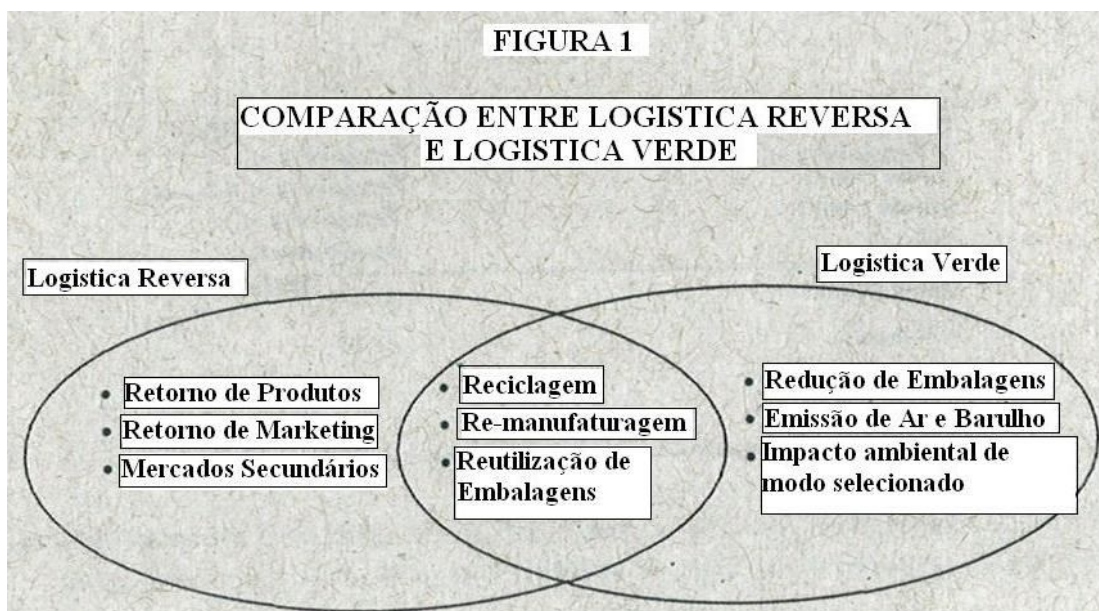 FIGURA 1
COMPARAÇÃO ENTRE LOGISTICA REVERSA
E LOGISTICA VERDE
Logistica Reversa
Logistica Verde
• Retorno de Produtos
• Retorno de Marketing
• Mercados Secundários
• Reciclagem
• Re-manufaturagem
• Reutilização de
Embalagens
• Redução de Embalagens
• Emissão de Ar e Barulho
• Impacto ambiental de
modo selecionado